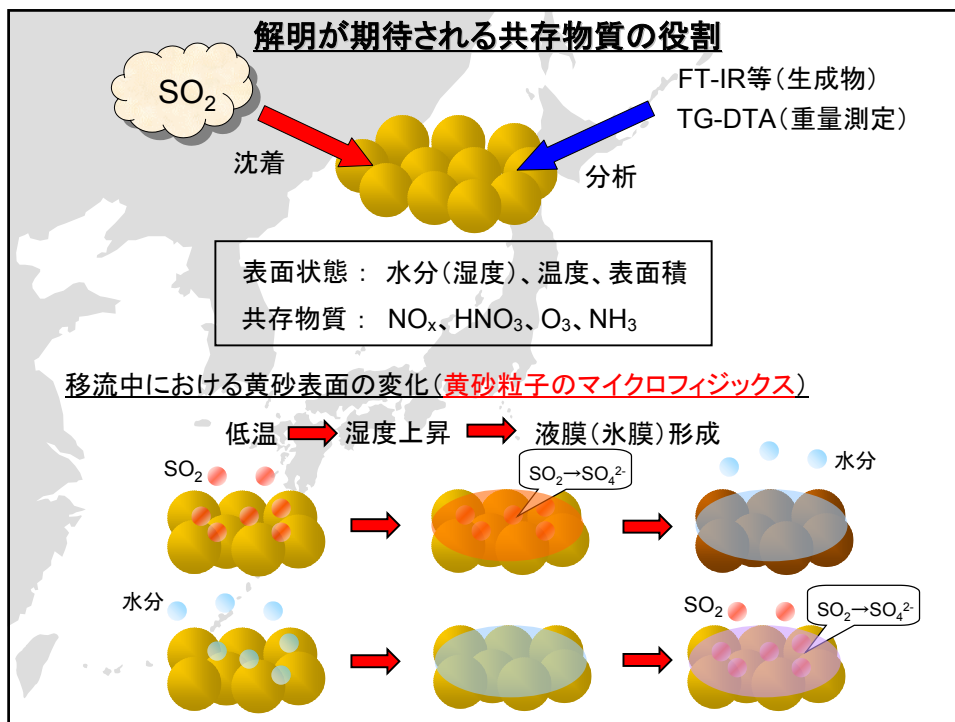 解明が期待される共存物質の役割
SO₂
FT-IR等(生成物)
TG-DTA(重量測定)
沈着
分析
表面状態 : 水分(湿度)、温度、表面積
共存物質 : NOₓ、HNO₃、O₃、NH₃
移流中における黄砂表面の変化(黄砂粒子のマイクロフィジックス)
低温 湿度上昇 液膜(氷膜)形成
SO₂
SO₂→SO₄²⁻
水分
水分
SO₂
SO₂→SO₄²⁻